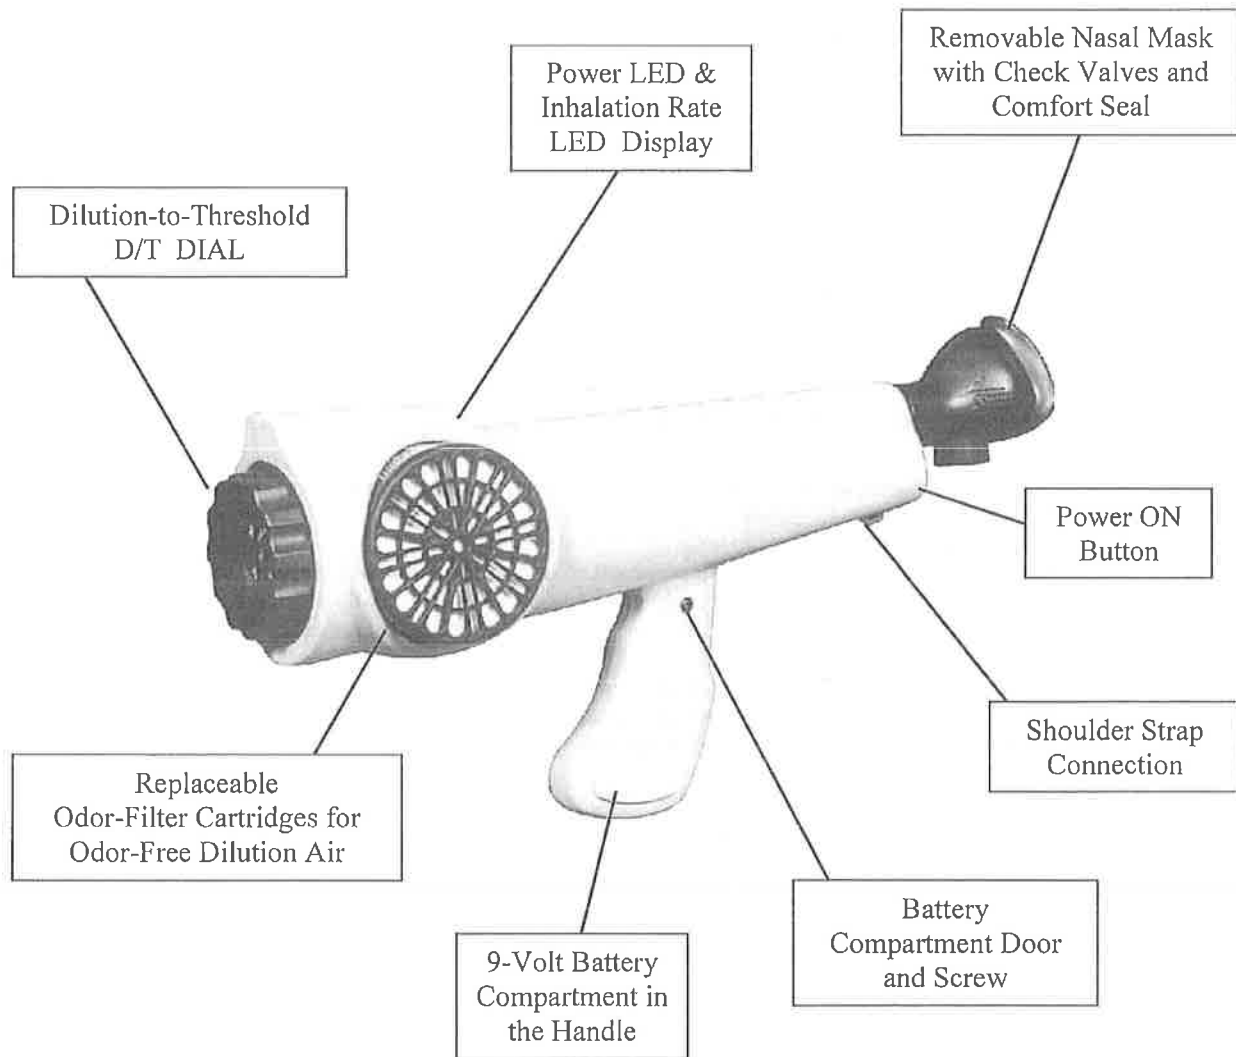 Removable Nasal Mask
with Check Valves and
Comfort Seal
Power LED &
Inhalation Rate
LED Display
Dilution-to-Threshold
D/T DIAL
Power ON
Button
Shoulder Strap
Connection
Replaceable
Odor-Filter Cartridges for
Odor-Free Dilution Air
Battery
Compartment Door
and Screw
9-Volt Battery
Compartment in
the Handle